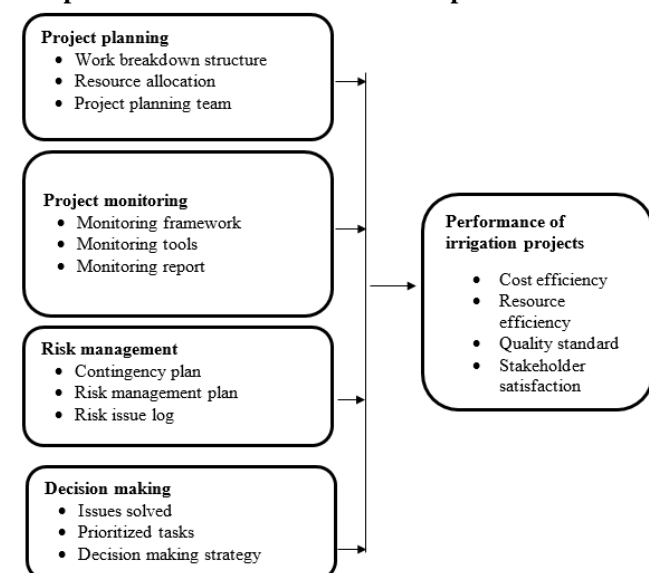 Project planning
• Work breakdown structure
• Resource allocation
• Project planning team
Project monitoring
• Monitoring framework
• Monitoring tools
• Monitoring report
Risk management
• Contingency plan
• Risk management plan
• Risk issue log
Decision making
• Issues solved
• Prioritized tasks
• Decision making strategy
Performance of
irrigation projects
• Cost efficiency
• Resource
efficiency
• Quality standard
• Stakeholder
satisfaction